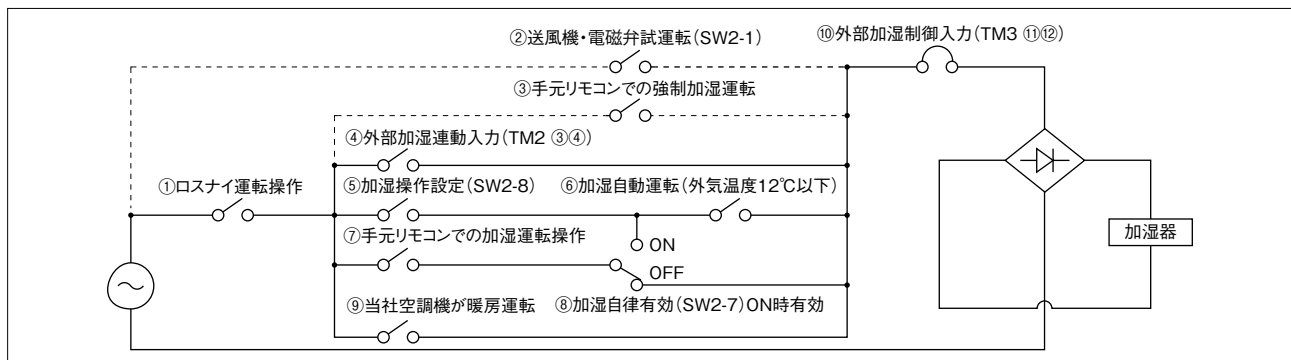 ②送風機・電磁弁試運転(SW2-1)
⑩外部加湿制御入力(TM3 ⑪⑫)
③手元リモコンでの強制加湿運転
④外部加湿連動入力(TM2 ③④)
①ロスナイ運転操作
⑤加湿操作設定(SW2-8)
⑥加湿自動運転(外気温度12℃以下)
⑦手元リモコンでの加湿運転操作
ON
OFF
加湿器
⑨当社空調機が暖房運転
⑧加湿自律有効(SW2-7)ON時有効